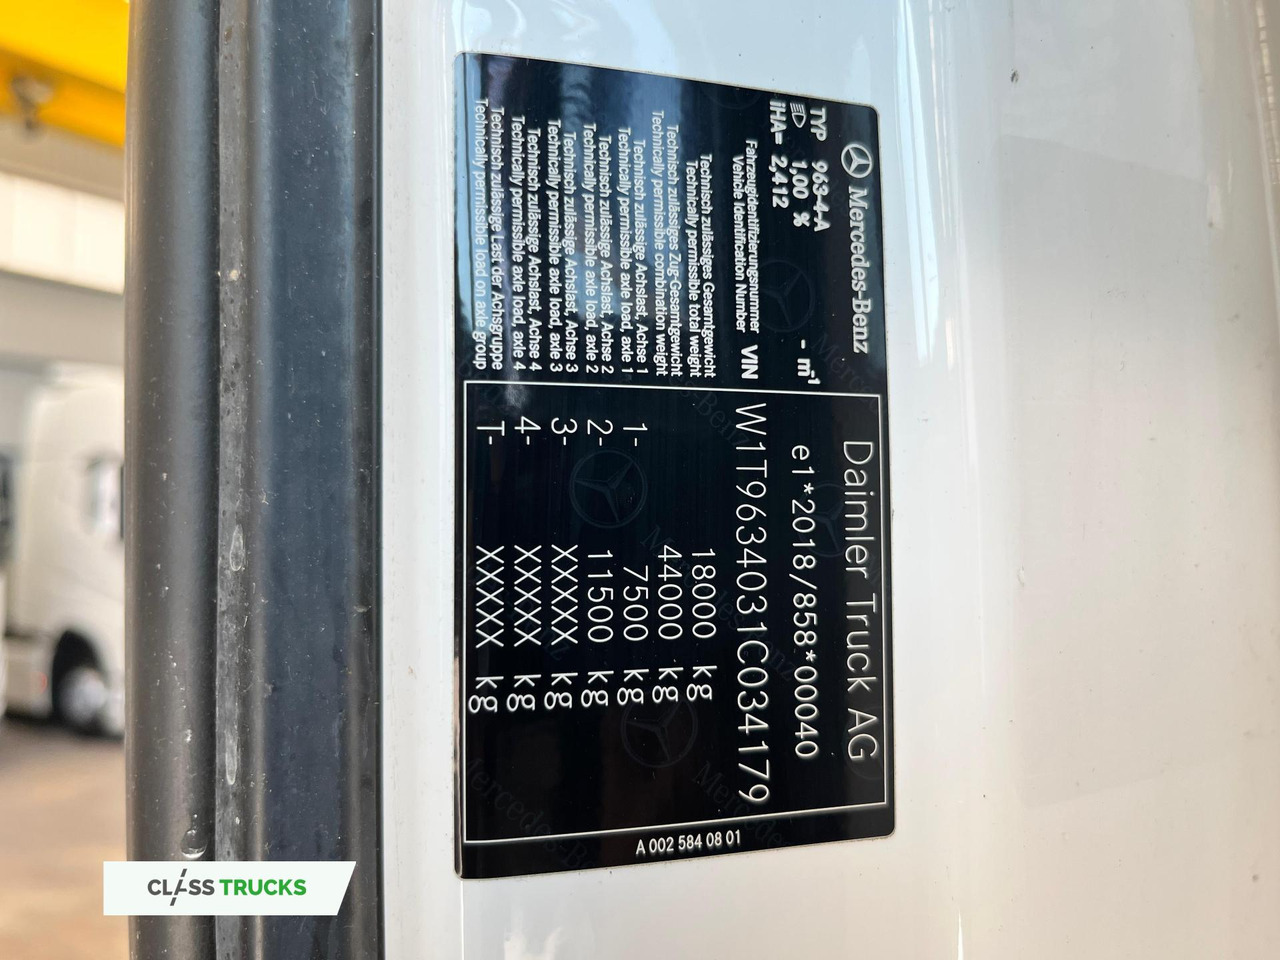 Mercedes-Benz
TYP 963-4-A
1,00 % - m-1
iHA= 2,412
Fahrzeugidentifizierungsnummer
Vehicle Identification Number VIN
Technisch zulässiges Gesamtgewicht
Technically permissible total weight
Technisch zulässiges Zug-Gesamtgewicht
Technically permissible combination weight
Technisch zulässige Achslast, Achse 1
Technically permissible axle load, axle 1
Technisch zulässige Achslast, Achse 2
Technically permissible axle load, axle 2
Technisch zulässige Achslast, Achse 3
Technically permissible axle load, axle 3
Technisch zulässige Achslast, Achse 4
Technically permissible axle load, axle 4
Technisch zulässige Last der Achsgruppe
Technically permissible load on axle group
Daimler Truck AG
e1*2018/858*00040
W1T96340310C034179
18000 kg
44000 kg
1- 7500 kg
2- 11500 kg
3- XXXXX kg
4- XXXXX kg
T- XXXXX kg
A 002 584 08 01
CLASS TRUCKS